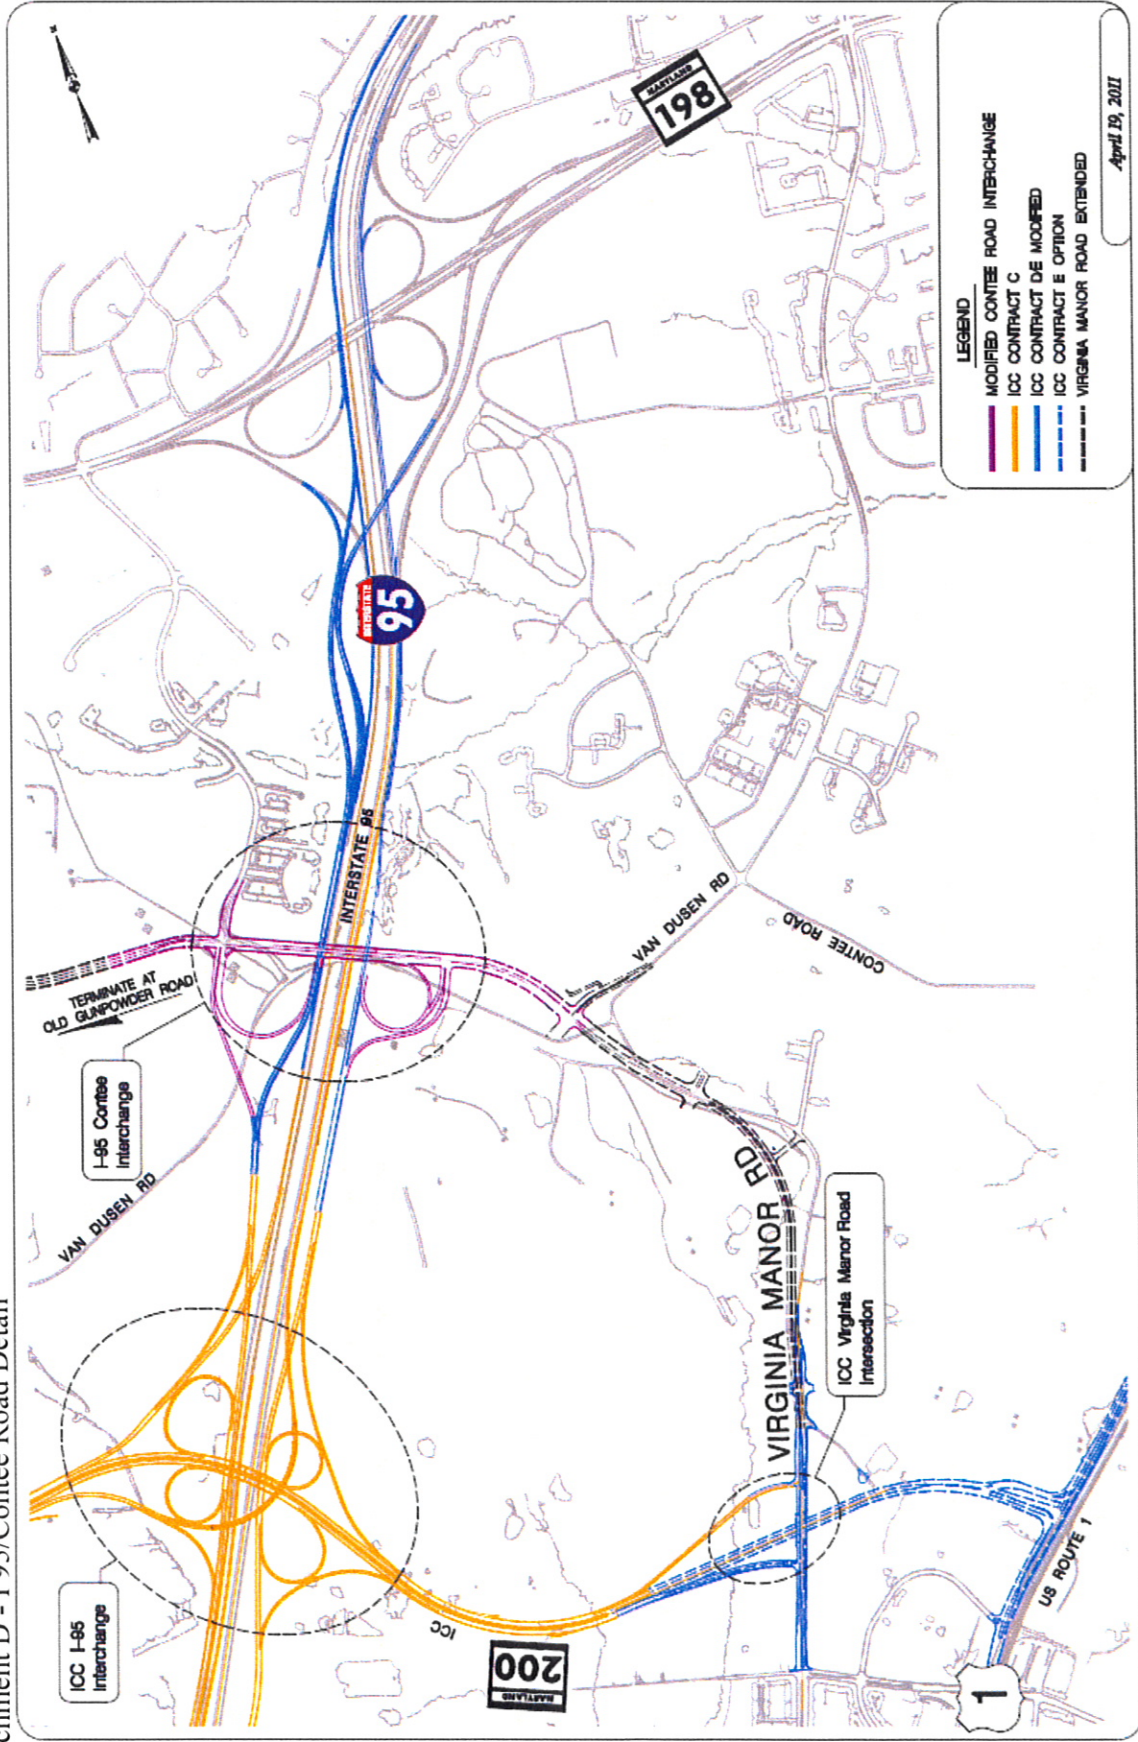 chment D - I-95/Contee Road Detail
MARYLAND
198
INTERSTATE
95
INTERSTATE 95
TERMINATE AT
OLD GUNPOWDER ROAD
I-95 Contee
Interchange
VAN DUSEN RD
VAN DUSEN RD
CONTEE ROAD
VIRGINIA MANOR RD
ICC Virginia Manor Road
Intersection
ICC I-95
Interchange
ICC
MARYLAND
200
US ROUTE 1
1
LEGEND
MODIFIED CONTEE ROAD INTERCHANGE
ICC CONTRACT C
ICC CONTRACT DE MODIFIED
ICC CONTRACT E OPTION
VIRGINIA MANOR ROAD EXTENDED
April 19, 2011